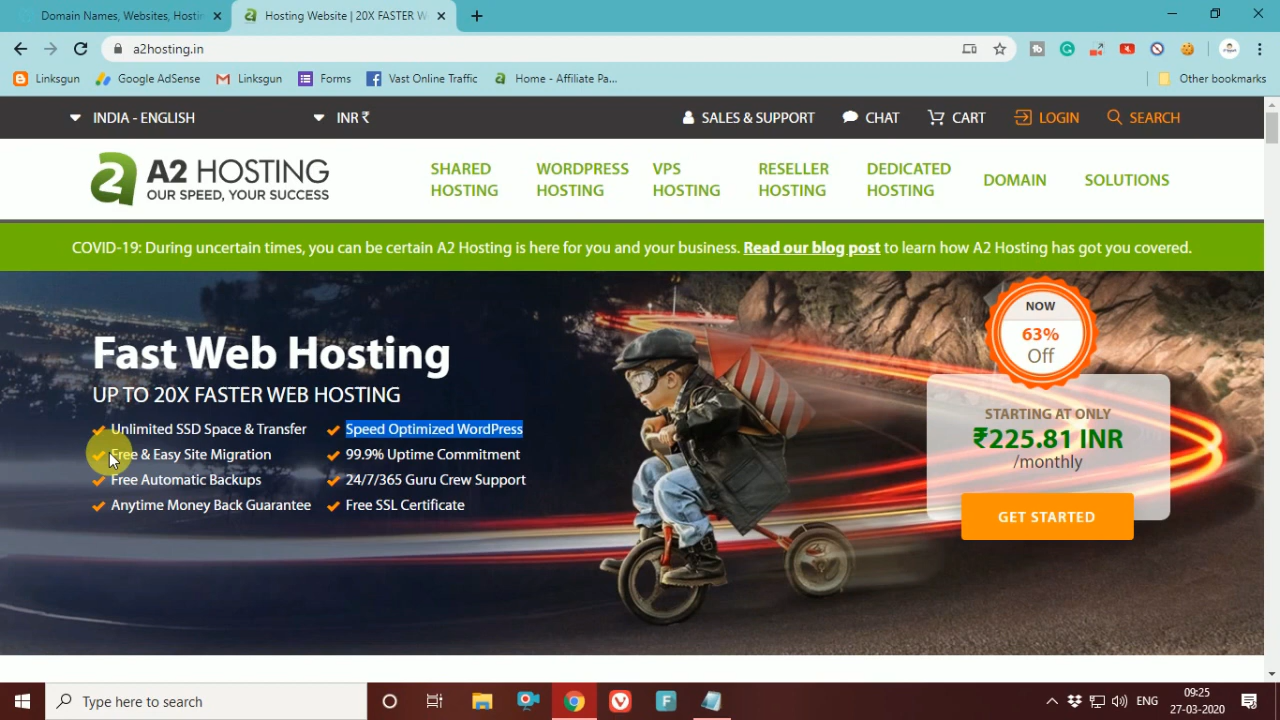 Domain Names, Websites, Hostin
Hosting Website | 20X FASTER W
a2hosting.in
Linksgun
Google AdSense
Linksgun
Forms
Vast Online Traffic
Home - Affiliate Pa...
Other bookmarks
INDIA - ENGLISH
INR ₹
SALES & SUPPORT
CHAT
CART
LOGIN
SEARCH
A2 HOSTING
OUR SPEED, YOUR SUCCESS
SHARED HOSTING
WORDPRESS HOSTING
VPS HOSTING
RESELLER HOSTING
DEDICATED HOSTING
DOMAIN
SOLUTIONS
COVID-19: During uncertain times, you can be certain A2 Hosting is here for you and your business. Read our blog post to learn how A2 Hosting has got you covered.
Fast Web Hosting
UP TO 20X FASTER WEB HOSTING
Unlimited SSD Space & Transfer
Speed Optimized WordPress
Free & Easy Site Migration
99.9% Uptime Commitment
Free Automatic Backups
24/7/365 Guru Crew Support
Anytime Money Back Guarantee
Free SSL Certificate
NOW
63%
Off
STARTING AT ONLY
₹225.81 INR
/monthly
GET STARTED
Type here to search
ENG
09:25
27-03-2020